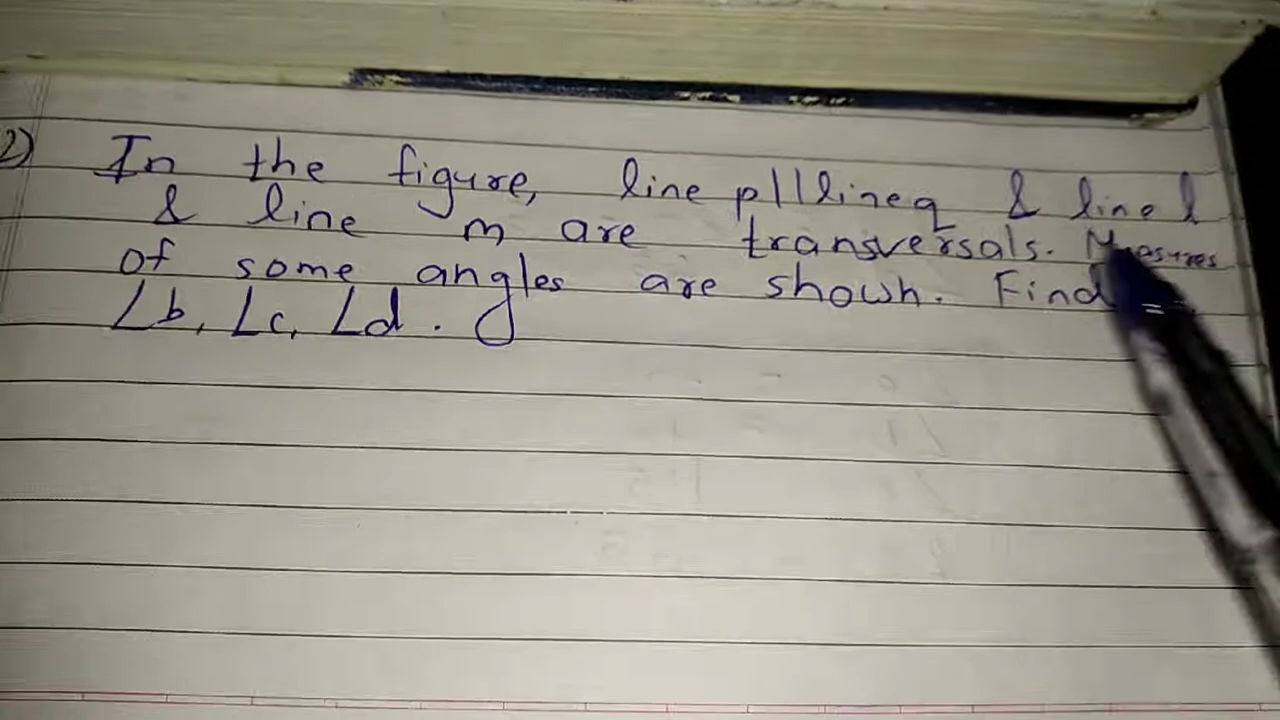 2) In the figure, line p||line q & line l
& line m are transversals. Measures
of some angles are shown. Find
∠b, ∠c, ∠d.